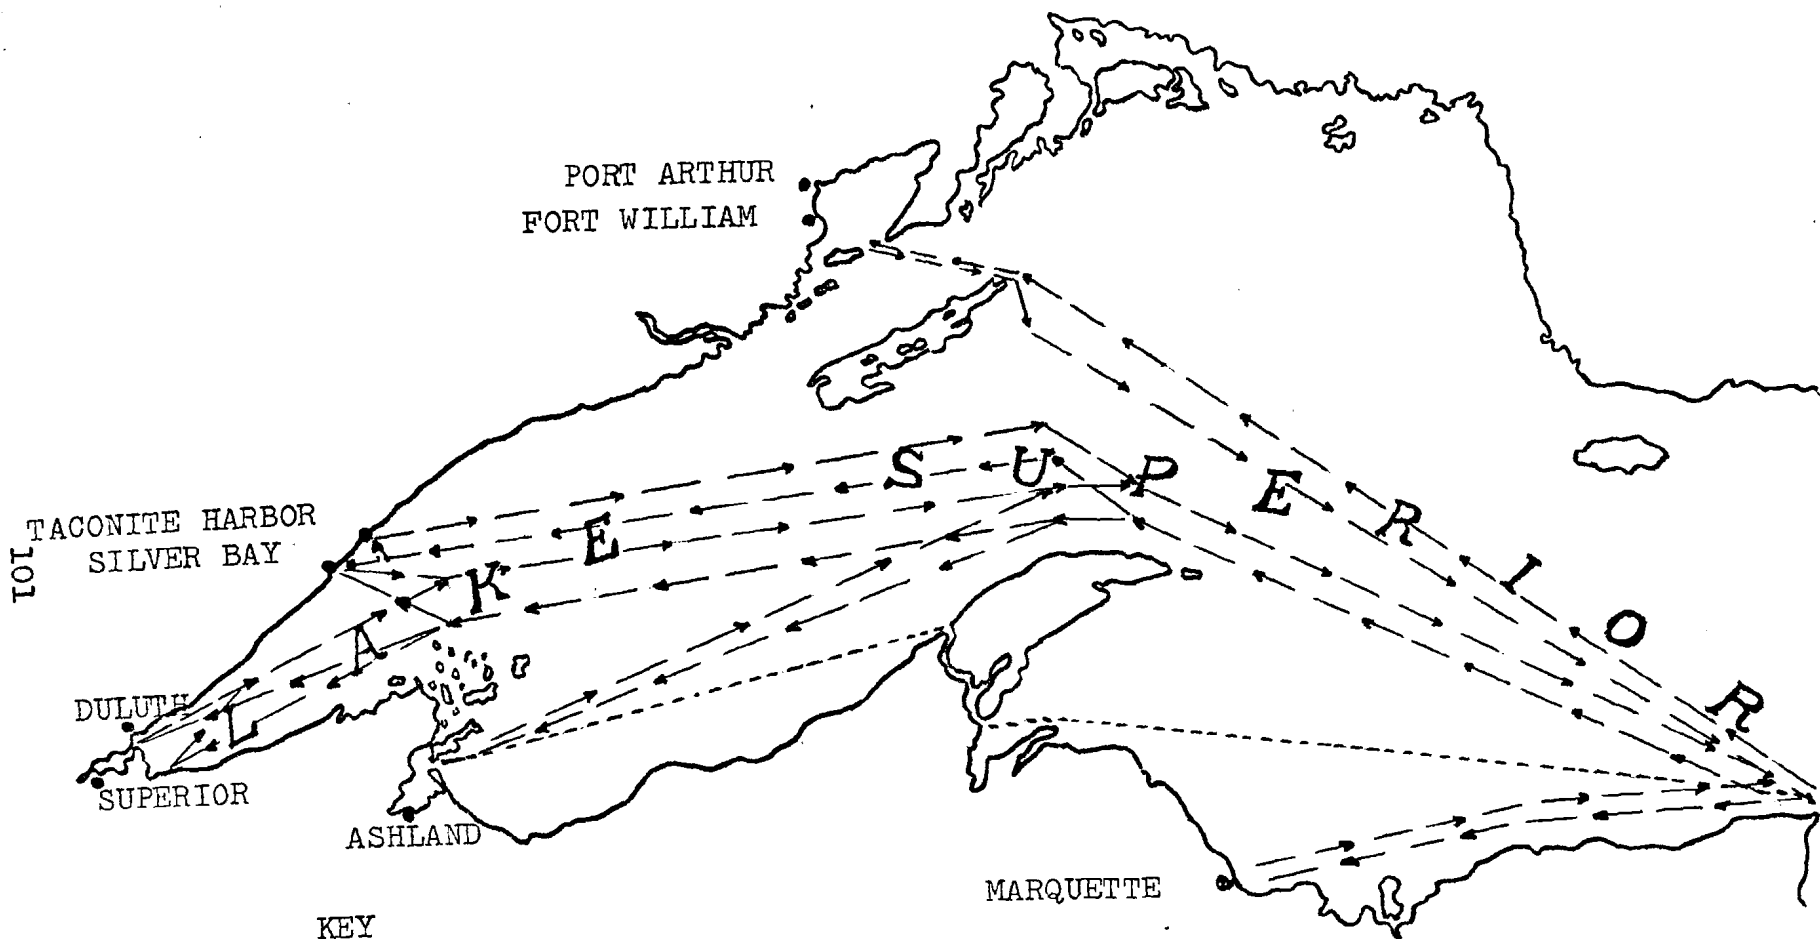 PORT ARTHUR
FORT WILLIAM
LAKE SUPERIOR
TACONITE HARBOR
SILVER BAY
101
DULUTH
SUPERIOR
ASHLAND
MARQUETTE
KEY